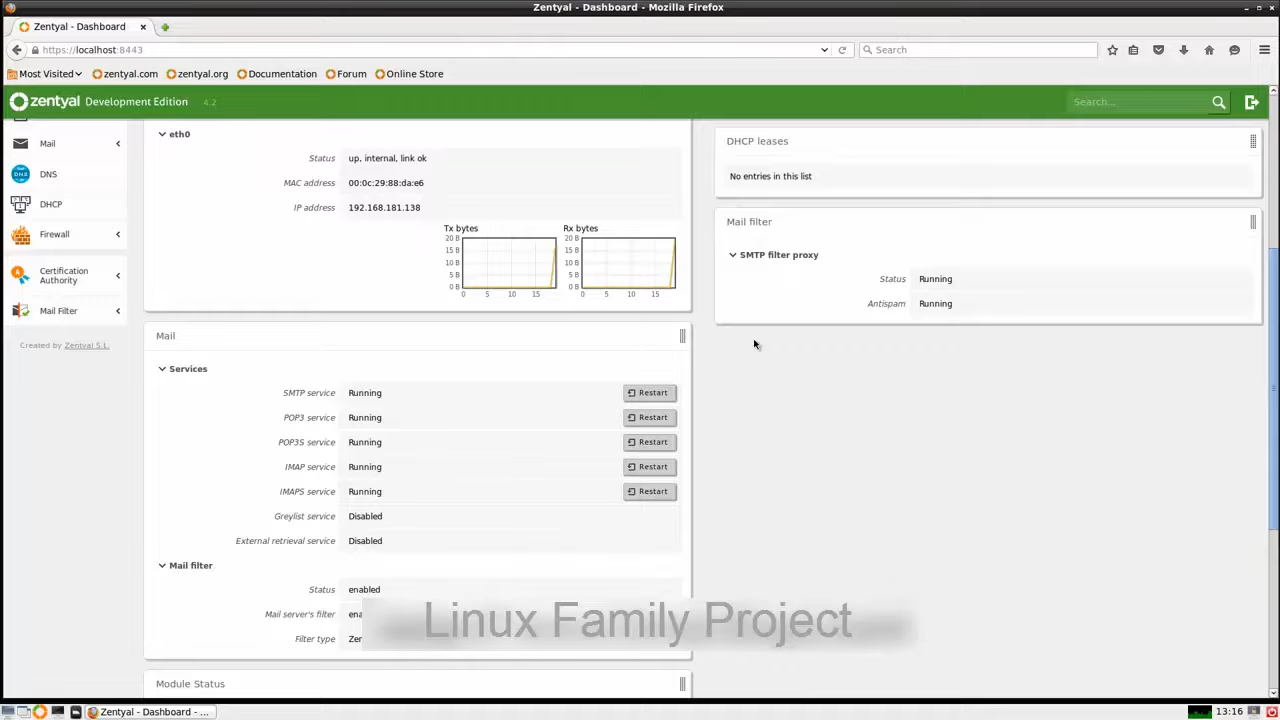 Zentyal - Dashboard - Mozilla Firefox
Zentyal - Dashboard
https://localhost:8443
Search
Most Visited
zentyal.com
zentyal.org
Documentation
Forum
Online Store
zentyal Development Edition 4.2
Search...
Mail
DNS
DHCP
Firewall
Certification
Authority
Mail Filter
Created by Zentyal S.L.
eth0
Status up, internal, link ok
MAC address 00:0c:29:88:da:e6
IP address 192.168.181.138
Tx bytes
20 B
15 B
10 B
5 B
0 B
0 5 10 15
Rx bytes
20 B
15 B
10 B
5 B
0 B
0 5 10 15
Mail
Services
SMTP service Running Restart
POP3 service Running Restart
POP3S service Running Restart
IMAP service Running Restart
IMAPS service Running Restart
Greylist service Disabled
External retrieval service Disabled
Mail filter
Status enabled
Mail server's filter
Filter type
Module Status
DHCP leases
No entries in this list
Mail filter
SMTP filter proxy
Status Running
Antispam Running
Linux Family Project
Zentyal - Dashboard - ...
13:16